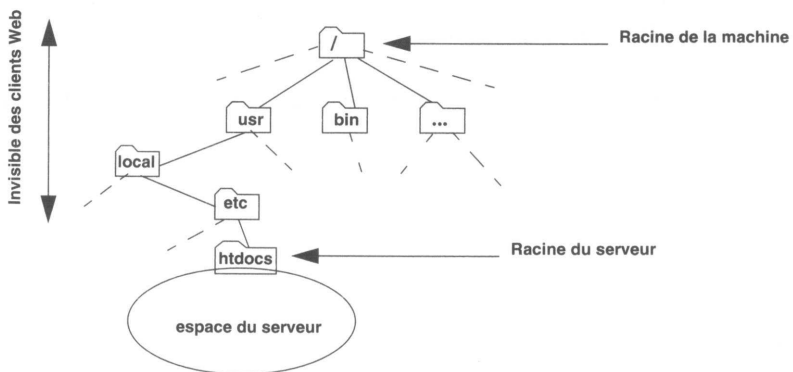 Invisible des clients Web
/
Racine de la machine
usr
bin
...
local
etc
htdocs
Racine du serveur
espace du serveur